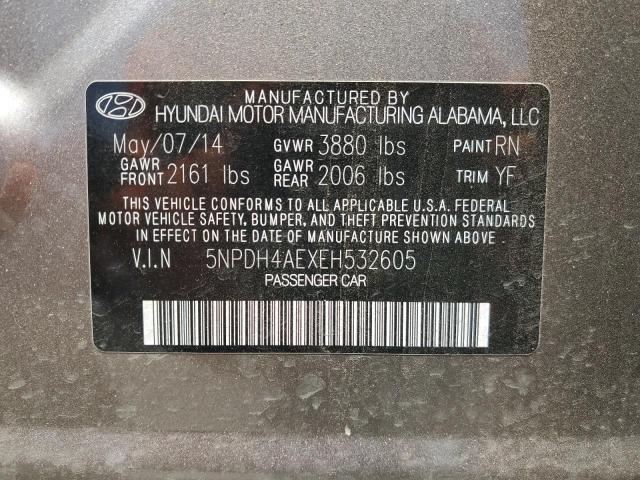 MANUFACTURED BY
HYUNDAI MOTOR MANUFACTURING ALABAMA, LLC
May/07/14 GVWR 3880 lbs PAINT RN
GAWR FRONT 2161 lbs GAWR REAR 2006 lbs TRIM YF
THIS VEHICLE CONFORMS TO ALL APPLICABLE U.S.A. FEDERAL
MOTOR VEHICLE SAFETY, BUMPER, AND THEFT PREVENTION STANDARDS
IN EFFECT ON THE DATE OF MANUFACTURE SHOWN ABOVE.
V.I.N 5NPDH4AEXEH532605
PASSENGER CAR